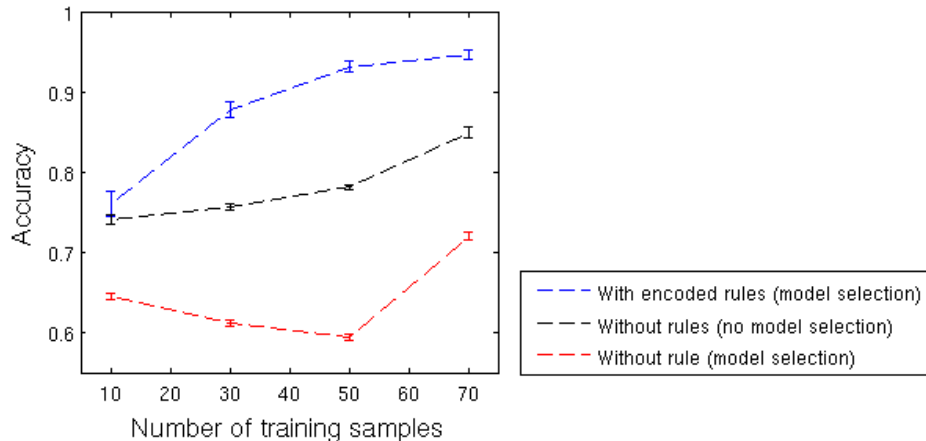 1
0.9
0.8
0.7
0.6
Accuracy
10 20 30 40 50 60 70
Number of training samples
With encoded rules (model selection)
Without rules (no model selection)
Without rule (model selection)